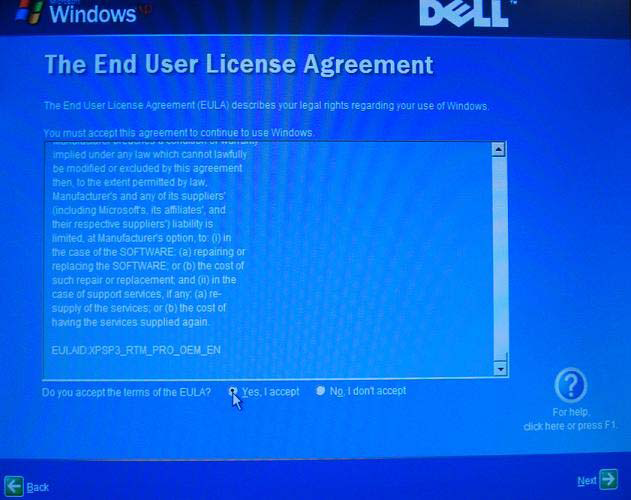 Microsoft
Windows xp
DELL™
The End User License Agreement
The End User License Agreement (EULA) describes your legal rights regarding your use of Windows.
You must accept this agreement to continue to use Windows.
Manufacturer breaches a condition or warranty
implied under any law which cannot lawfully
be modified or excluded by this agreement
then, to the extent permitted by law,
Manufacturer's and any of its suppliers'
(including Microsoft's, its affiliates', and
their respective suppliers') liability is
limited, at Manufacturer's option, to: (i) in
the case of the SOFTWARE: (a) repairing or
replacing the SOFTWARE; or (b) the cost of
such repair or replacement; and (ii) in the
case of support services, if any: (a) re-
supply of the services; or (b) the cost of
having the services supplied again.
EULAID:XPSP3_RTM_PRO_OEM_EN
Do you accept the terms of the EULA? Yes, I accept No, I don't accept
?
For help,
click here or press F1.
Back
Next